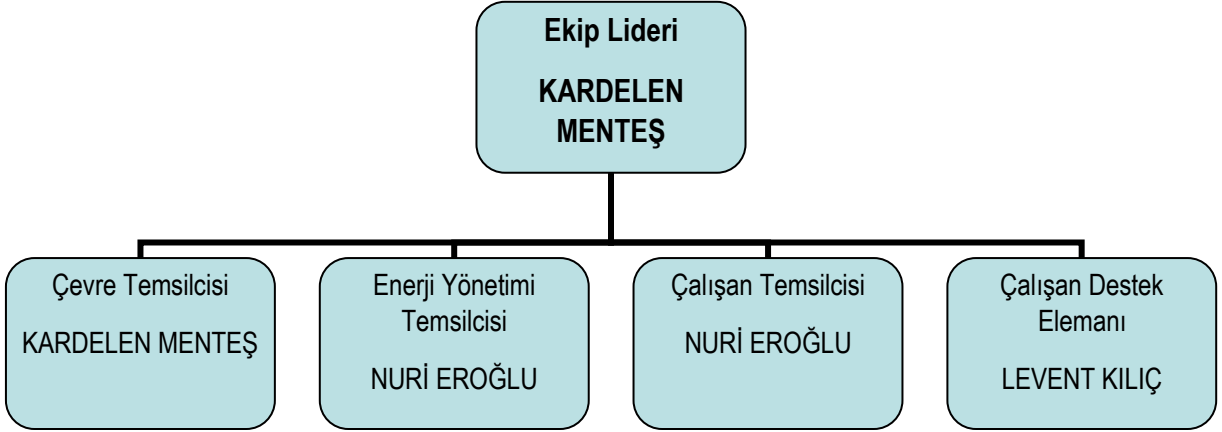 Ekip Lideri
KARDELEN
MENTEŞ
Çevre Temsilcisi
KARDELEN MENTEŞ
Enerji Yönetimi
Temsilcisi
NURİ EROĞLU
Çalışan Temsilcisi
NURİ EROĞLU
Çalışan Destek
Elemanı
LEVENT KILIÇ